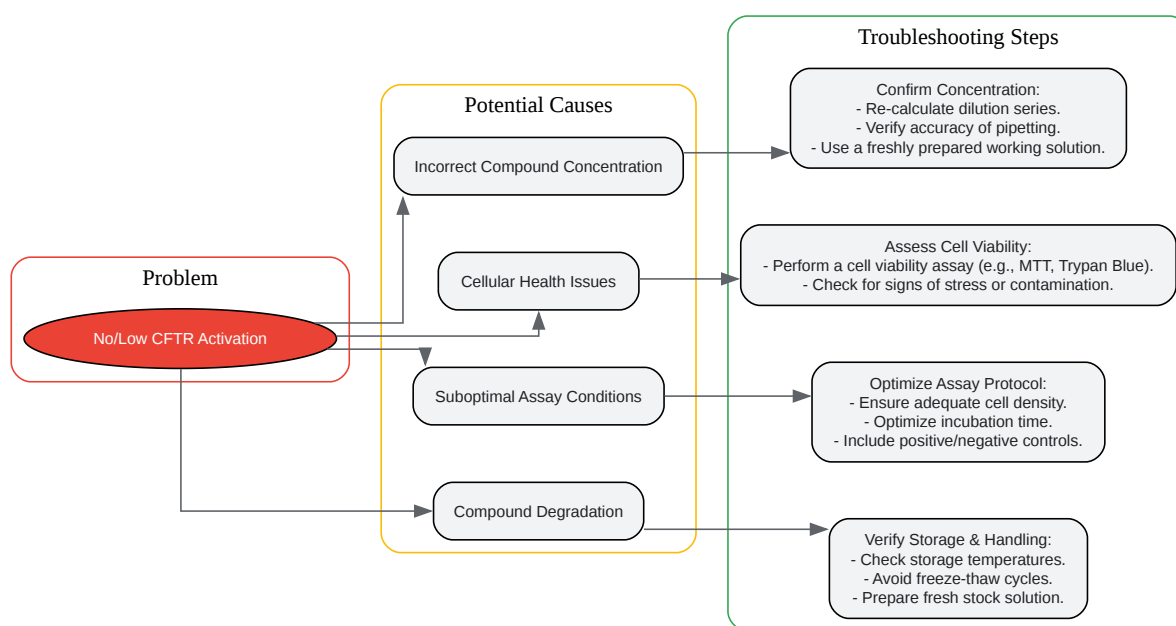 Problem
No/Low CFTR Activation
Potential Causes
Incorrect Compound Concentration
Cellular Health Issues
Suboptimal Assay Conditions
Compound Degradation
Troubleshooting Steps
Confirm Concentration:
- Re-calculate dilution series.
- Verify accuracy of pipetting.
- Use a freshly prepared working solution.
Assess Cell Viability:
- Perform a cell viability assay (e.g., MTT, Trypan Blue).
- Check for signs of stress or contamination.
Optimize Assay Protocol:
- Ensure adequate cell density.
- Optimize incubation time.
- Include positive/negative controls.
Verify Storage & Handling:
- Check storage temperatures.
- Avoid freeze-thaw cycles.
- Prepare fresh stock solution.